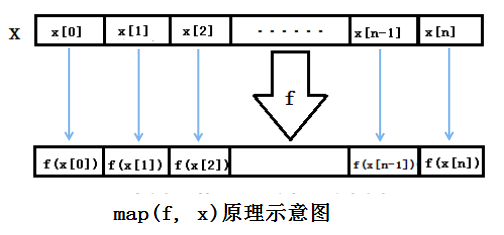 x x[0] x[1] x[2] ...... x[n-1] x[n]
f
f(x[0]) f(x[1]) f(x[2]) f(x[n-1]) f(x[n])
map(f, x)原理示意图